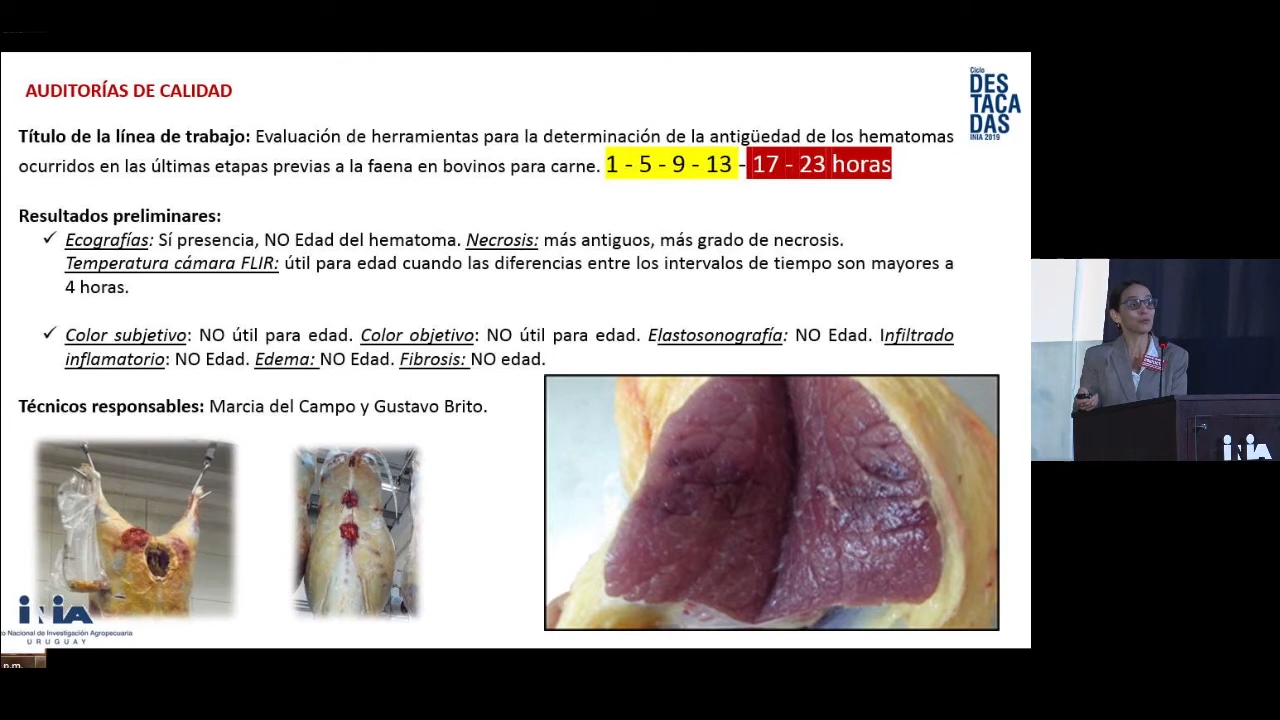 AUDITORÍAS DE CALIDAD
Ciclo
DES
TACA
DAS
INIA 2019
Título de la línea de trabajo: Evaluación de herramientas para la determinación de la antigüedad de los hematomas
ocurridos en las últimas etapas previas a la faena en bovinos para carne. 1 - 5 - 9 - 13 - 17 - 23 horas
Resultados preliminares:
✓ Ecografías: Sí presencia, NO Edad del hematoma. Necrosis: más antiguos, más grado de necrosis.
Temperatura cámara FLIR: útil para edad cuando las diferencias entre los intervalos de tiempo son mayores a
4 horas.
✓ Color subjetivo: NO útil para edad. Color objetivo: NO útil para edad. Elastosonografía: NO Edad. Infiltrado
inflamatorio: NO Edad. Edema: NO Edad. Fibrosis: NO edad.
Técnicos responsables: Marcia del Campo y Gustavo Brito.
iniA
to Nacional de Investigación Agropecuaria
URUGUAY
p.m.
iniA